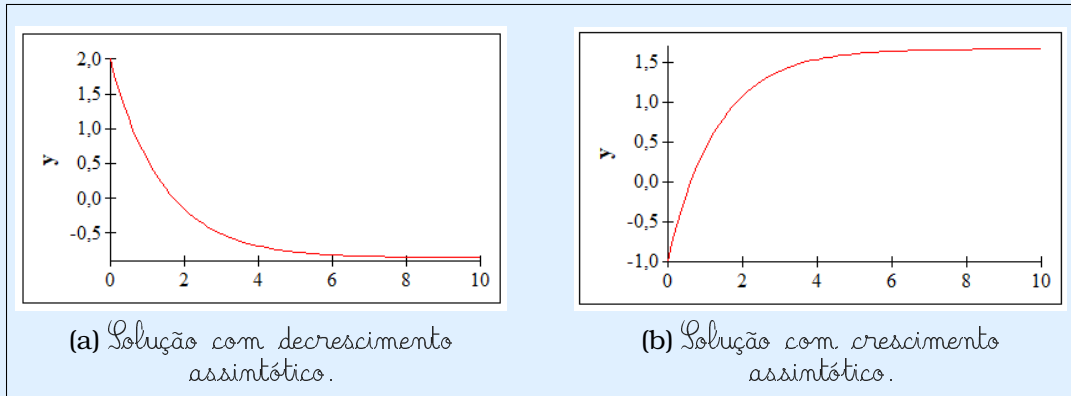 2,0
1,5
1,0
y 0,5
0,0
-0,5
0 2 4 6 8 10
(a) Solução com decrescimento
assintótico.
1,5
1,0
y 0,5
0,0
-0,5
-1,0
0 2 4 6 8 10
(b) Solução com crescimento
assintótico.